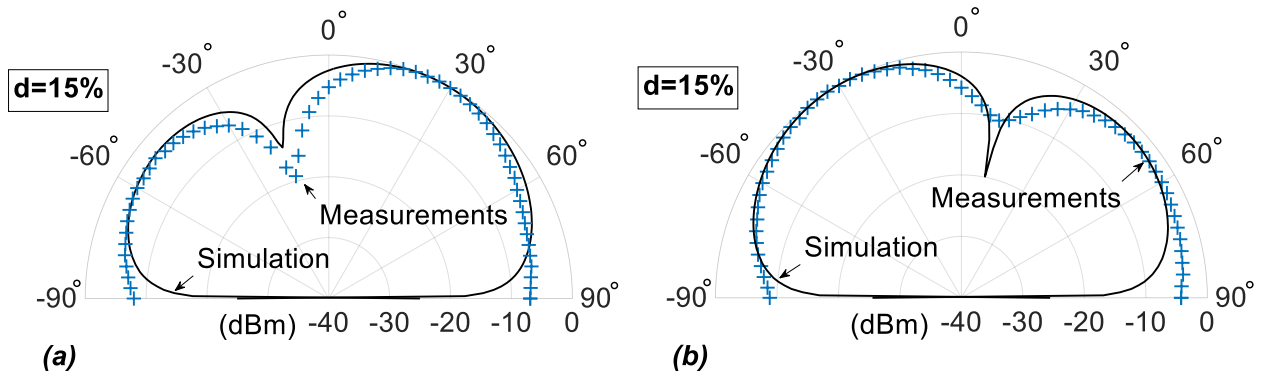 0°
-30°
30°
d=15%
-60°
60°
Measurements
Simulation
-90°
90°
(dBm) -40 -30 -20 -10 0
(a)
0°
-30°
30°
d=15%
-60°
60°
Measurements
Simulation
-90°
90°
(dBm) -40 -30 -20 -10 0
(b)